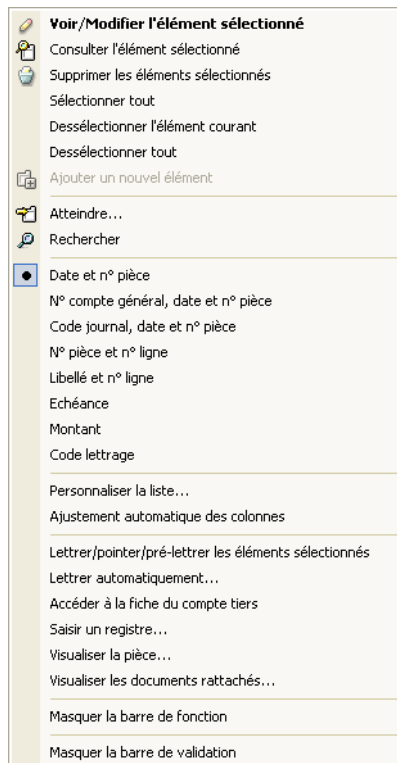 Voir/Modifier l'élément sélectionné
Consulter l'élément sélectionné
Supprimer les éléments sélectionnés
Sélectionner tout
Dessélectionner l'élément courant
Dessélectionner tout
Ajouter un nouvel élément
Atteindre...
Rechercher
Date et n° pièce
N° compte général, date et n° pièce
Code journal, date et n° pièce
N° pièce et n° ligne
Libellé et n° ligne
Echéance
Montant
Code lettrage
Personnaliser la liste...
Ajustement automatique des colonnes
Lettrer/pointer/pré-lettrer les éléments sélectionnés
Lettrer automatiquement...
Accéder à la fiche du compte tiers
Saisir un registre...
Visualiser la pièce...
Visualiser les documents rattachés...
Masquer la barre de fonction
Masquer la barre de validation